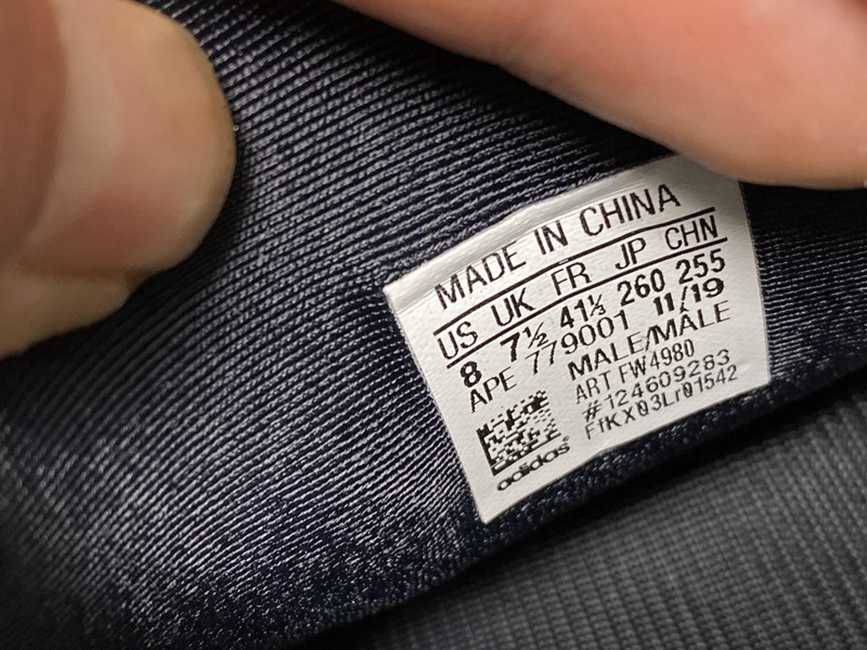 MADE IN CHINA
US UK FR JP CHN
8 7½ 41⅓ 260 255
APE 779001 11/19
MALE/MÂLE
ART FW4980
#124609283
FfKX03Lr01542
adidas®